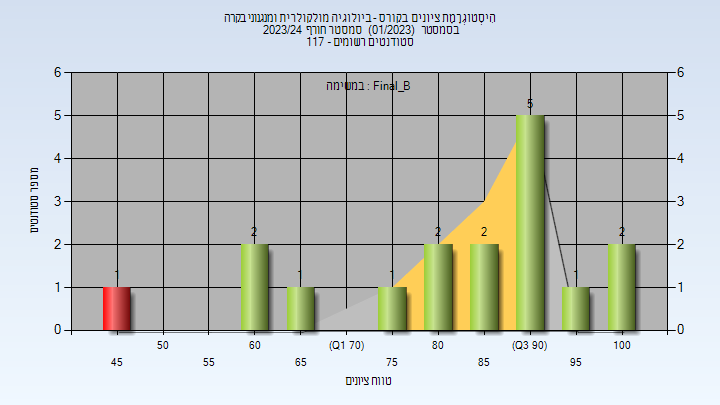 הִיסְטוֹגְרָמַת ציונים בקורס - ביולוגיה מולקולרית ומנגנוני בקרה
בסמסטר (01/2023) סמסטר חורף 2023/24
סטודנטים רשומים - 117
במשימה : Final_B
6 6
5 5
5
4 4
3 3
מספר סטודנטים
2 2 2 2
2 2
1 1 1 1
1 1
0 0
50 60 (Q1 70) 80 (Q3 90) 100
45 55 65 75 85 95
טווח ציונים